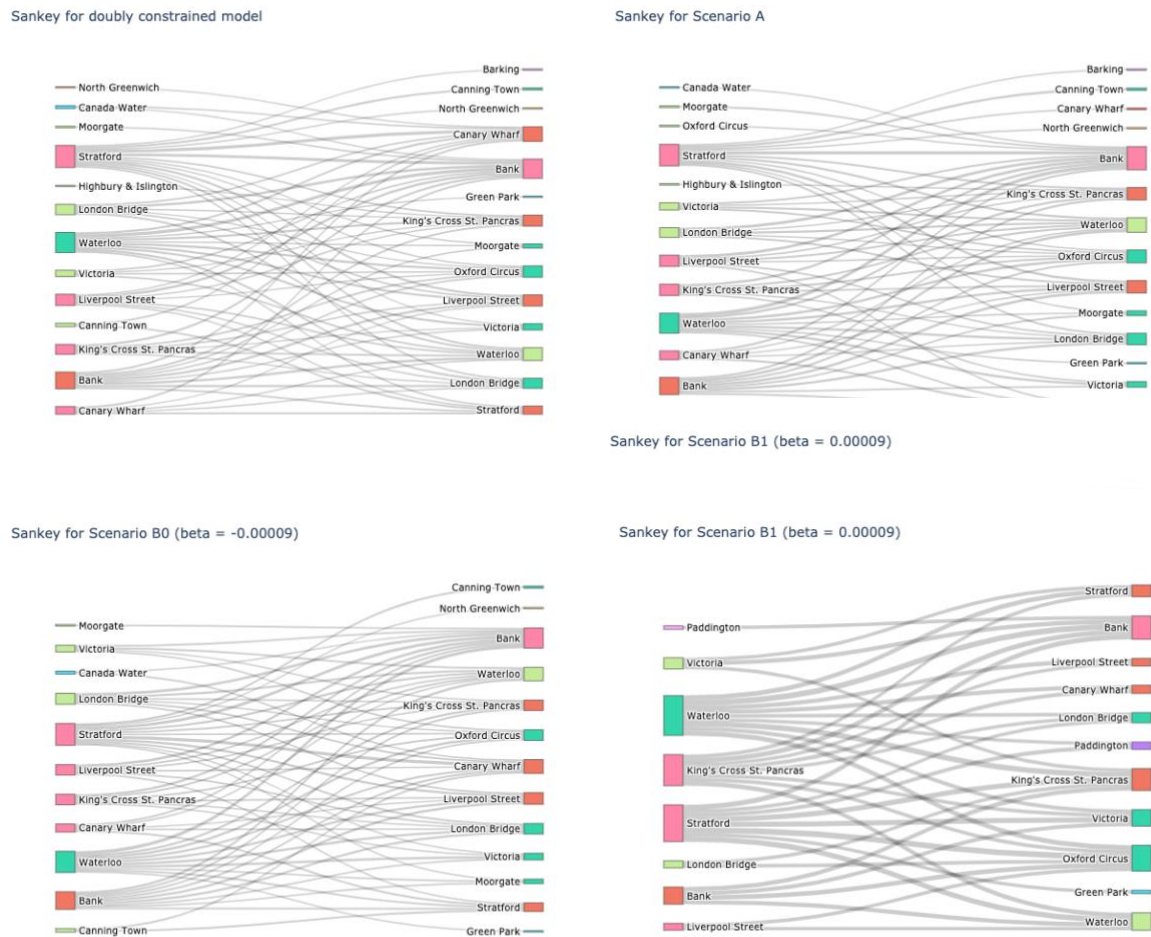 Sankey for doubly constrained model
North Greenwich
Canada Water
Moorgate
Stratford
Highbury & Islington
London Bridge
Waterloo
Victoria
Liverpool Street
Canning Town
King's Cross St. Pancras
Bank
Canary Wharf
Barking
Canning Town
North Greenwich
Canary Wharf
Bank
Green Park
King's Cross St. Pancras
Moorgate
Oxford Circus
Liverpool Street
Victoria
Waterloo
London Bridge
Stratford
Sankey for Scenario A
Canada Water
Moorgate
Oxford Circus
Stratford
Highbury & Islington
Victoria
London Bridge
Liverpool Street
King's Cross St. Pancras
Waterloo
Canary Wharf
Bank
Barking
Canning Town
Canary Wharf
North Greenwich
Bank
King's Cross St. Pancras
Waterloo
Oxford Circus
Liverpool Street
Moorgate
London Bridge
Green Park
Victoria
Sankey for Scenario B1 (beta = 0.00009)
Sankey for Scenario B0 (beta = -0.00009)
Moorgate
Victoria
Canada Water
London Bridge
Stratford
Liverpool Street
King's Cross St. Pancras
Canary Wharf
Waterloo
Bank
Canning Town
Canning Town
North Greenwich
Bank
Waterloo
King's Cross St. Pancras
Oxford Circus
Canary Wharf
Liverpool Street
London Bridge
Victoria
Moorgate
Stratford
Green Park
Sankey for Scenario B1 (beta = 0.00009)
Paddington
Victoria
Waterloo
King's Cross St. Pancras
Stratford
London Bridge
Bank
Liverpool Street
Stratford
Bank
Liverpool Street
Canary Wharf
London Bridge
Paddington
King's Cross St. Pancras
Victoria
Oxford Circus
Green Park
Waterloo